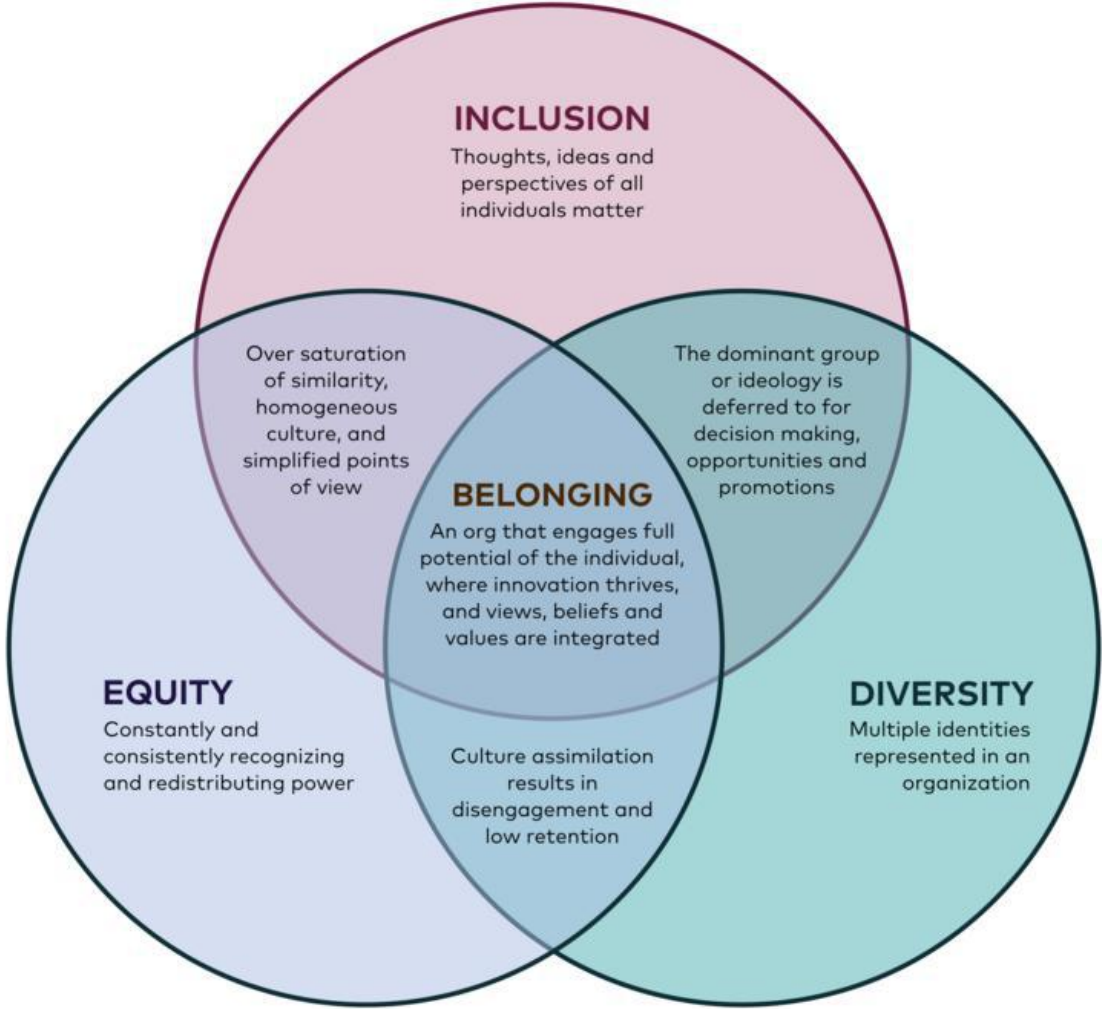 INCLUSION
Thoughts, ideas and
perspectives of all
individuals matter
Over saturation
of similarity,
homogeneous
culture, and
simplified points
of view
The dominant group
or ideology is
deferred to for
decision making,
opportunities and
promotions
BELONGING
An org that engages full
potential of the individual,
where innovation thrives,
and views, beliefs and
values are integrated
EQUITY
Constantly and
consistently recognizing
and redistributing power
DIVERSITY
Multiple identities
represented in an
organization
Culture assimilation
results in
disengagement and
low retention